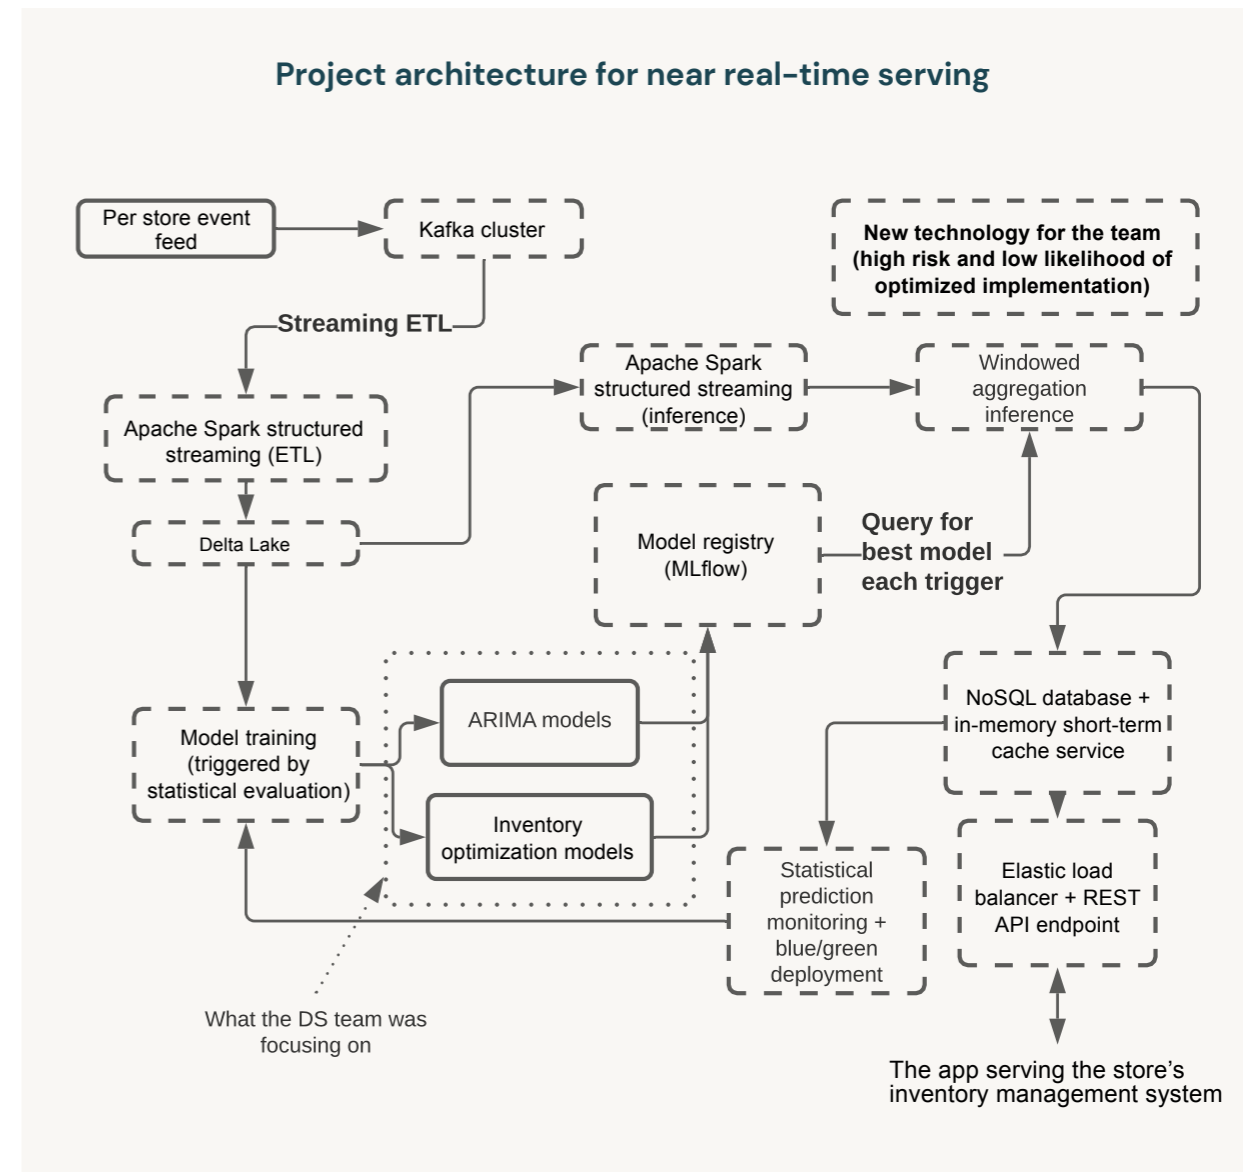 Project architecture for near real-time serving
Per store event
feed
Kafka cluster
New technology for the team
(high risk and low likelihood of
optimized implementation)
Streaming ETL
Apache Spark
structured streaming
(inference)
Windowed
aggregation
inference
Apache Spark structured
streaming (ETL)
Delta Lake
Model registry
(MLflow)
Query for
best model
each trigger
Model training
(triggered by
statistical evaluation)
ARIMA models
Inventory
optimization models
NoSQL database +
in-memory short-term
cache service
Statistical
prediction
monitoring +
blue/green
deployment
Elastic load
balancer + REST
API endpoint
What the DS team was
focusing on
The app serving the store’s
inventory management system